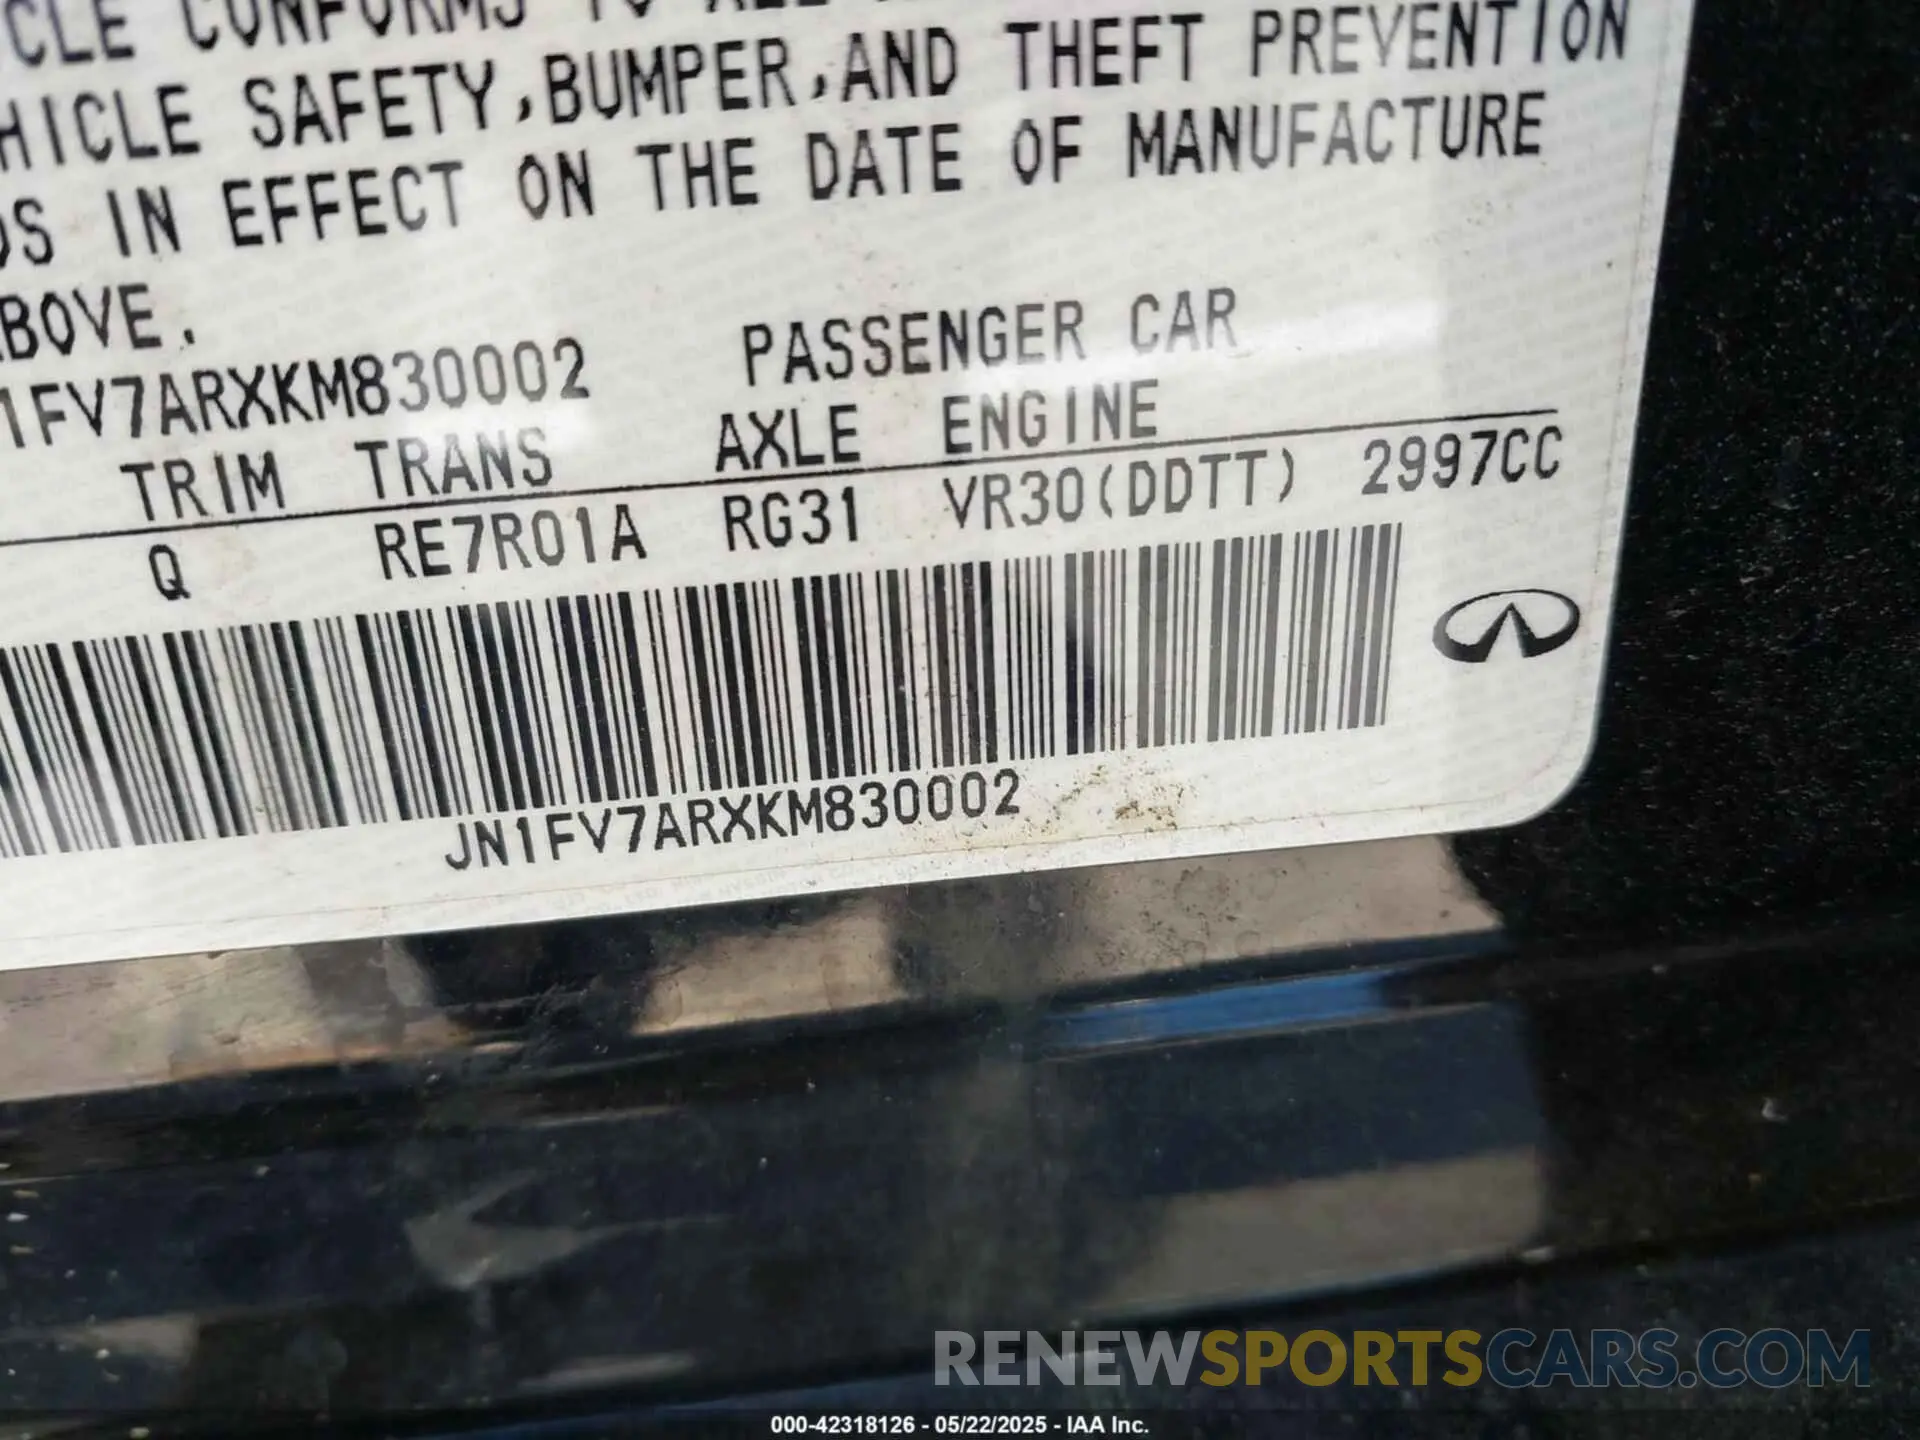 CLE CONFORMS TO ALL
HICLE SAFETY,BUMPER,AND THEFT PREVENTION
DS IN EFFECT ON THE DATE OF MANUFACTURE
BOVE.
1FV7ARXKM830002 PASSENGER CAR
TRIM TRANS AXLE ENGINE
Q RE7R01A RG31 VR30(DDTT) 2997CC
JN1FV7ARXKM830002
RENEWSPORTSCARS.COM
000-42318126 - 05/22/2025 - IAA Inc.